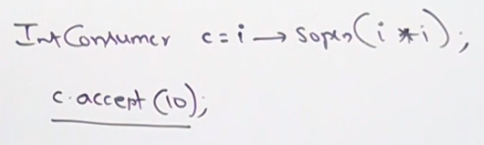 IntConsumer c = i → Sopln(i * i);
c.accept(10);